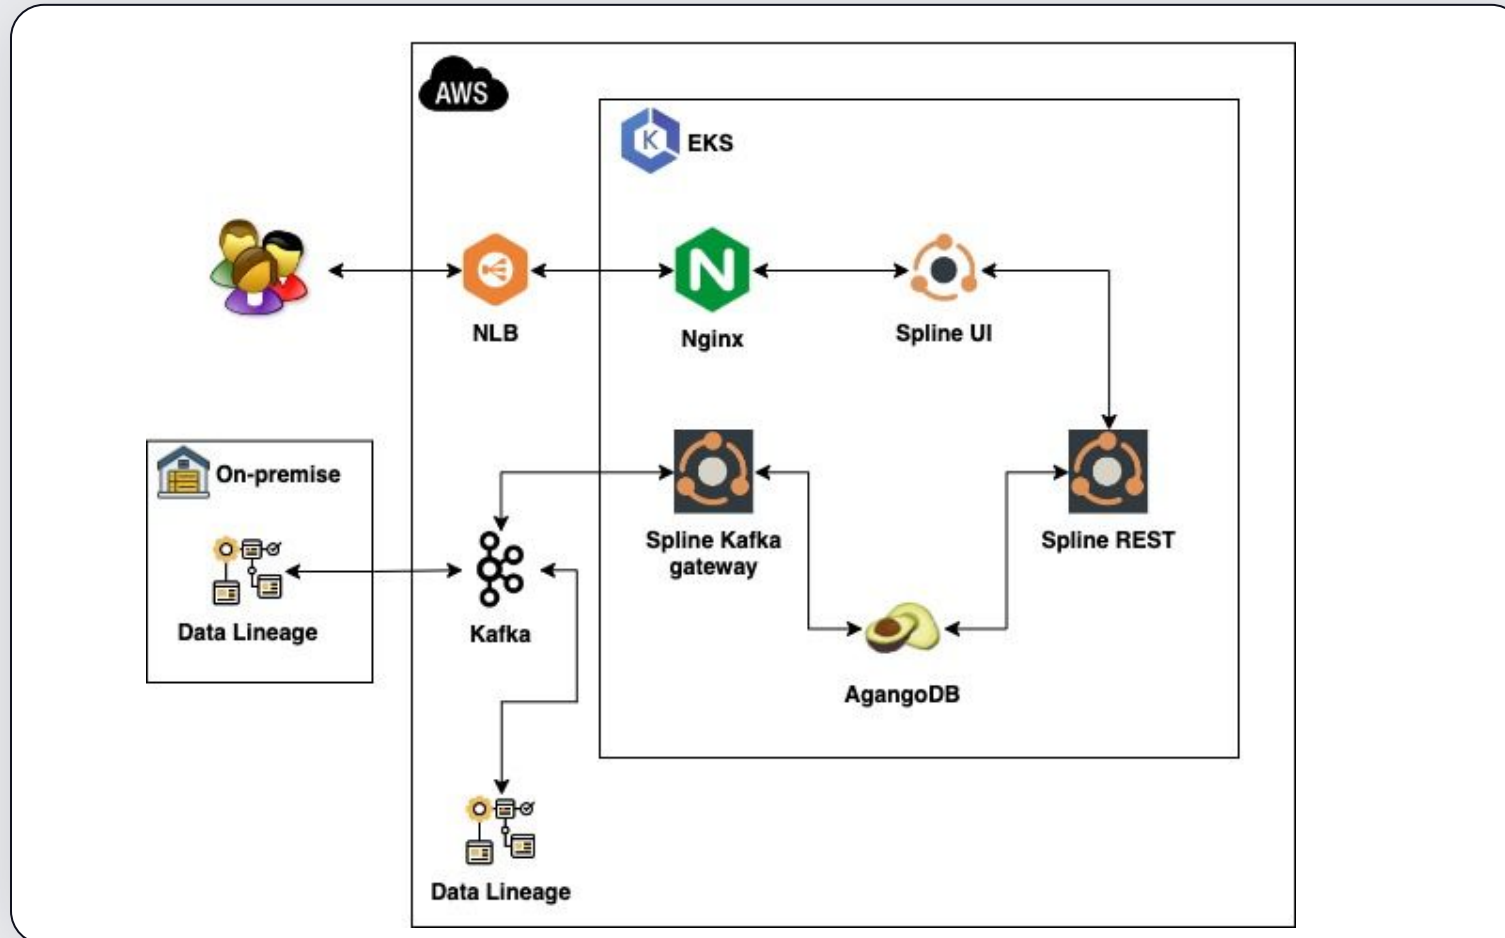 AWS
K
EKS
NLB
N
Nginx
Spline UI
On-premise
Data Lineage
Kafka
Spline Kafka
gateway
Spline REST
AgangoDB
Data Lineage